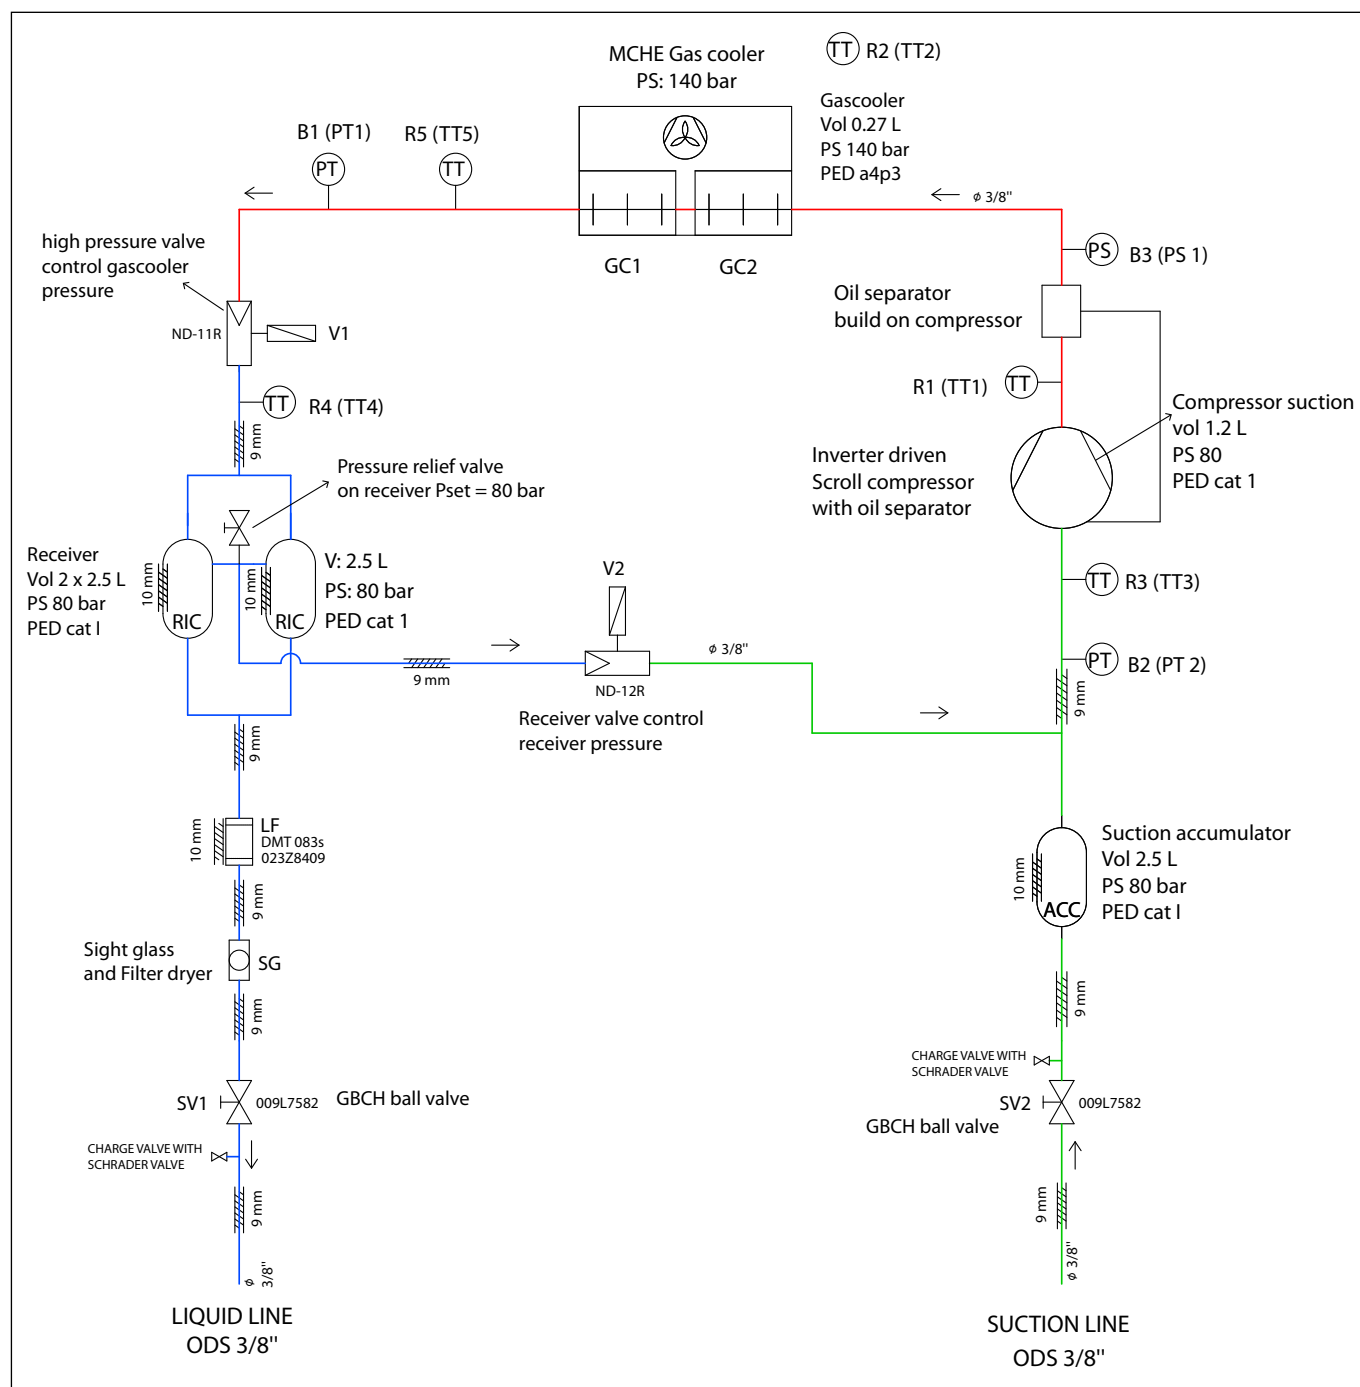 MCHE Gas cooler
PS: 140 bar
TT
R2 (TT2)
Gascooler
Vol 0.27 L
PS 140 bar
PED a4p3
B1 (PT1)
R5 (TT5)
PT
TT
ϕ 3/8"
GC1
GC2
PS
B3 (PS 1)
high pressure valve
control gascooler
pressure
ND-11R
V1
Oil separator
build on compressor
R1 (TT1)
TT
TT
R4 (TT4)
9 mm
Compressor suction
vol 1.2 L
PS 80
PED cat 1
Inverter driven
Scroll compressor
with oil separator
Pressure relief valve
on receiver Pset = 80 bar
Receiver
Vol 2 x 2.5 L
PS 80 bar
PED cat I
10 mm
RIC
10 mm
RIC
V: 2.5 L
PS: 80 bar
PED cat 1
V2
TT
R3 (TT3)
9 mm
ϕ 3/8"
ND-12R
Receiver valve control
receiver pressure
PT
B2 (PT 2)
9 mm
9 mm
10 mm
LF
DMT 083s
023Z8409
9 mm
Suction accumulator
Vol 2.5 L
PS 80 bar
PED cat I
10 mm
ACC
Sight glass
and Filter dryer
SG
9 mm
9 mm
CHARGE VALVE WITH
SCHRADER VALVE
SV1
009L7582
GBCH ball valve
SV2
009L7582
GBCH ball valve
CHARGE VALVE WITH
SCHRADER VALVE
9 mm
9 mm
ϕ
3/8"
ϕ 3/8"
LIQUID LINE
ODS 3/8"
SUCTION LINE
ODS 3/8"